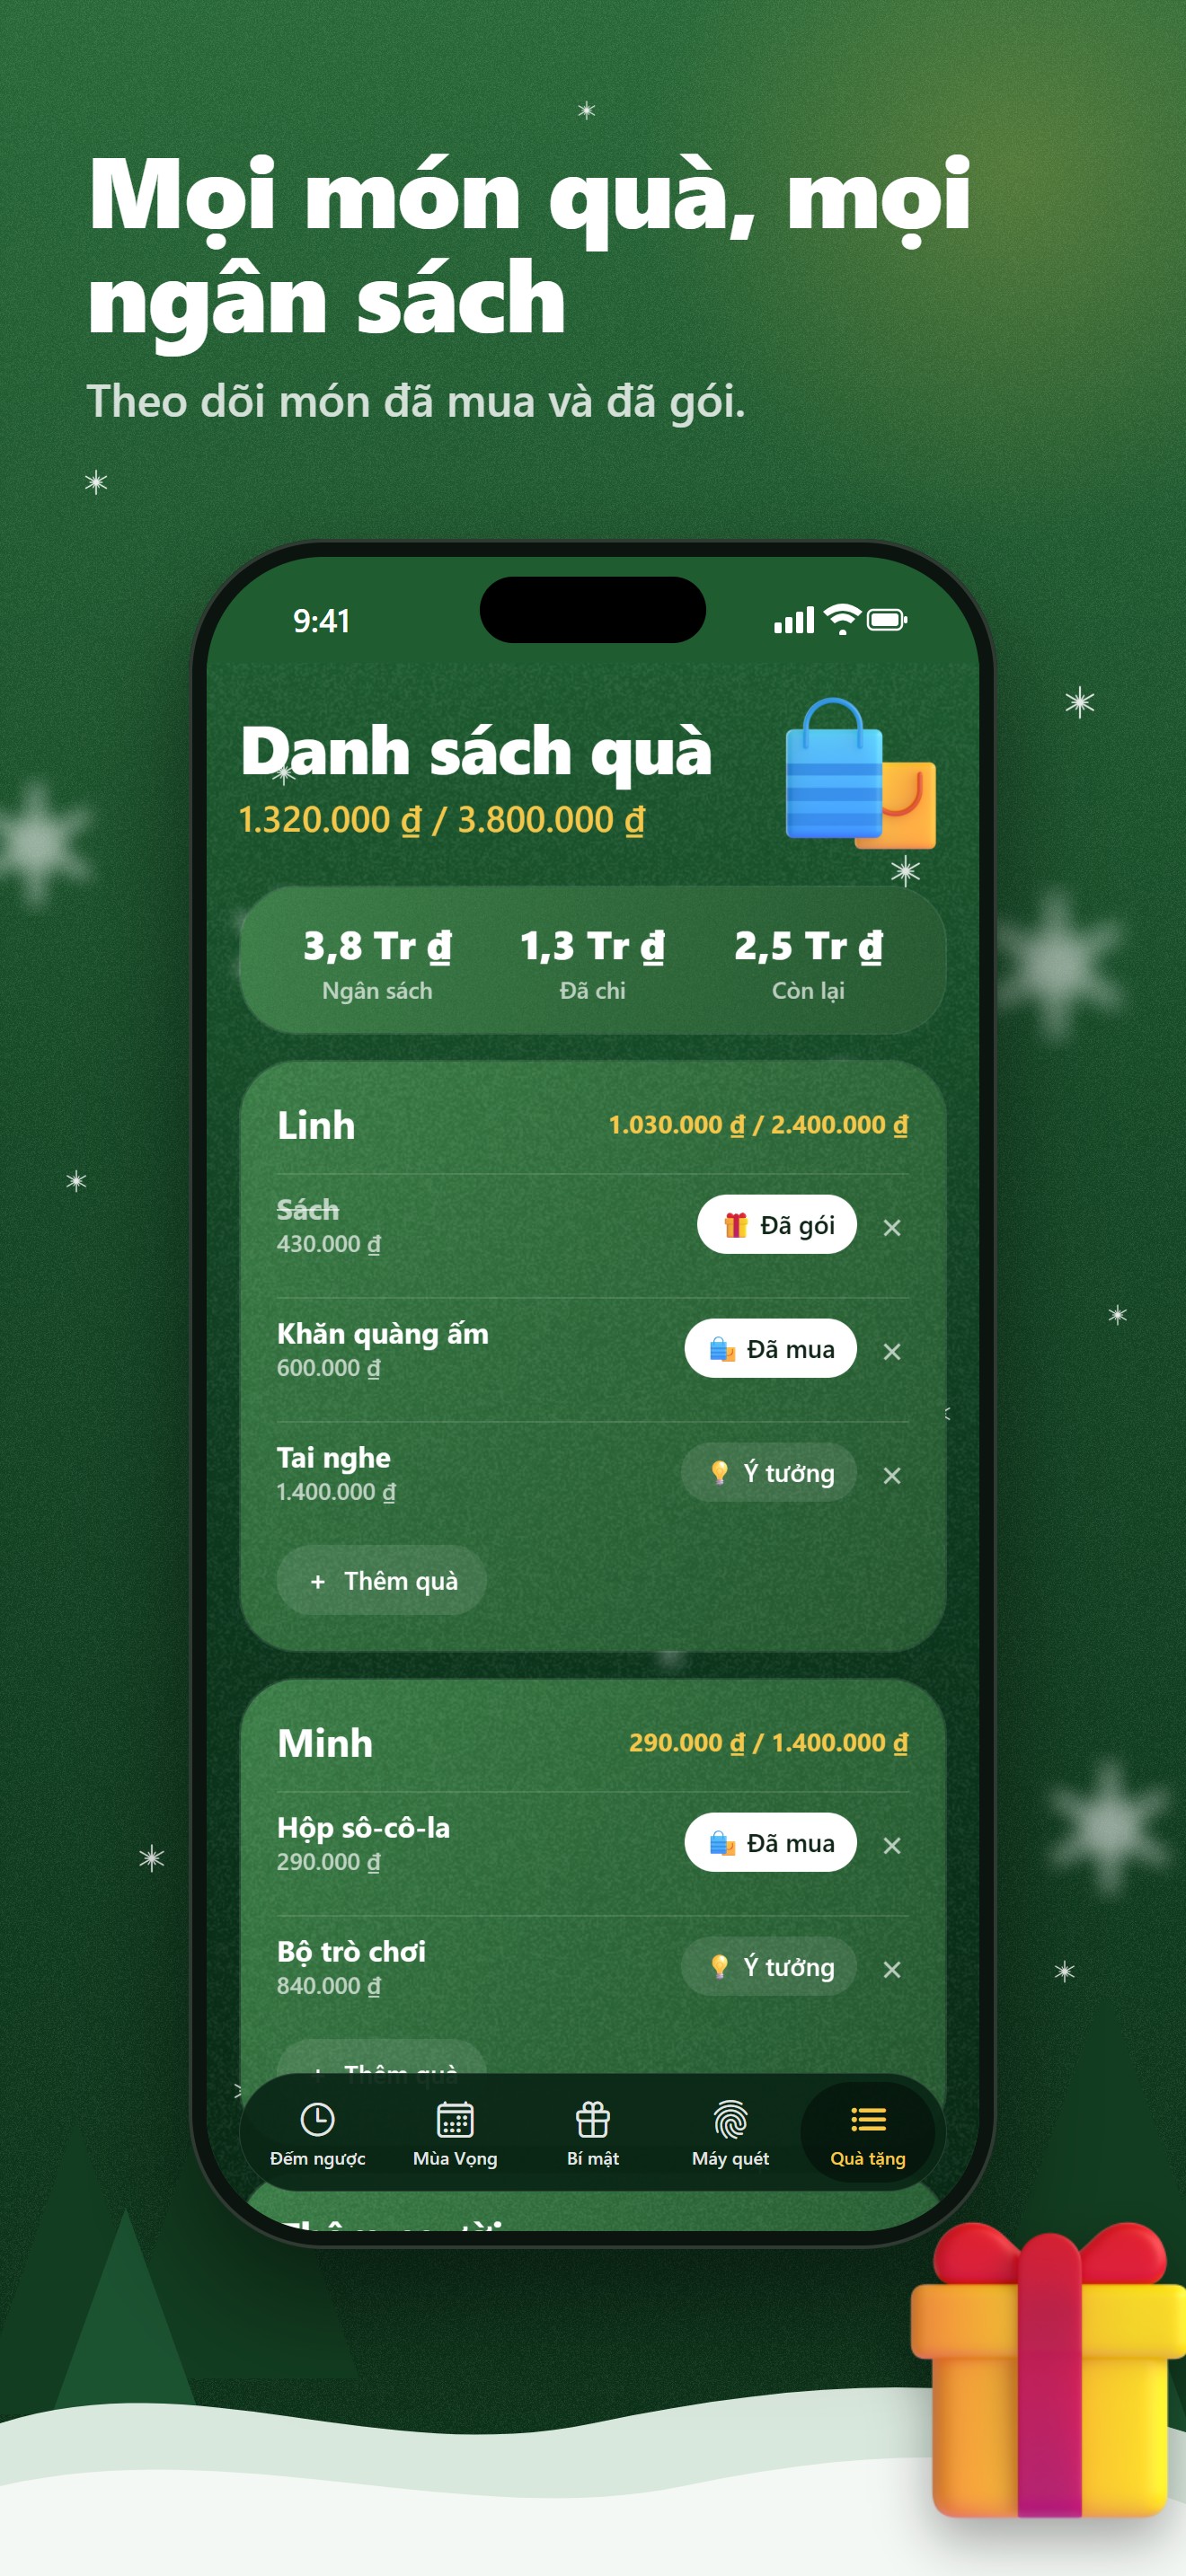 Mọi món quà, mọi
ngân sách
Theo dõi món đã mua và đã gói.
9:41
Danh sách quà
1.320.000 ₫ / 3.800.000 ₫
3,8 Tr ₫ 1,3 Tr ₫ 2,5 Tr ₫
Ngân sách Đã chi Còn lại
Linh 1.030.000 ₫ / 2.400.000 ₫
Sách
430.000 ₫
Đã gói ×
Khăn quàng ấm
600.000 ₫
Đã mua ×
Tai nghe
1.400.000 ₫
Ý tưởng ×
+ Thêm quà
Minh 290.000 ₫ / 1.400.000 ₫
Hộp sô-cô-la
290.000 ₫
Đã mua ×
Bộ trò chơi
840.000 ₫
Ý tưởng ×
+ Thêm quà
Đếm ngược Mùa Vọng Bí mật Máy quét Quà tặng